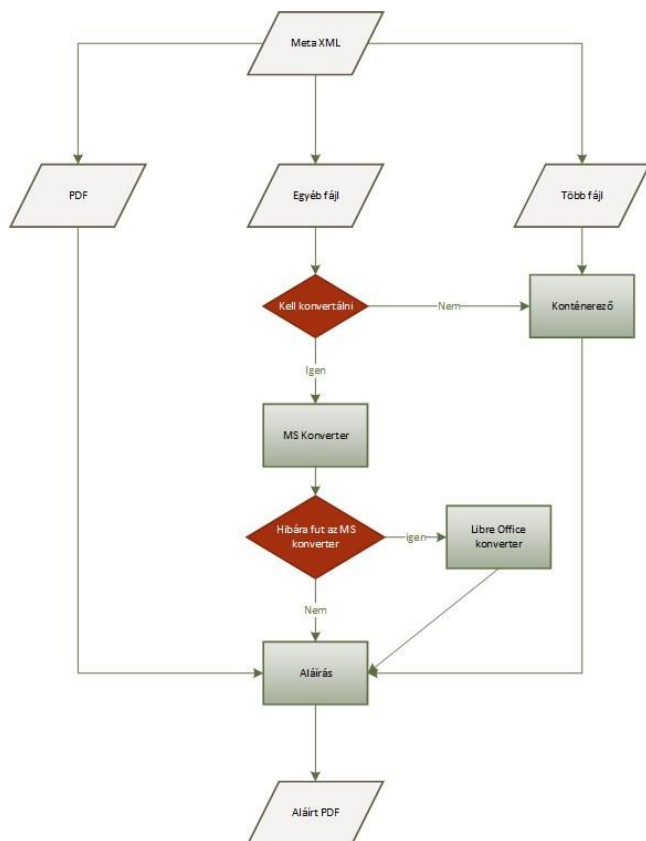 Meta XML
PDF
Egyéb fájl
Több fájl
Kell konvertálni
Nem
Konténerező
Igen
MS Konverter
Hibára fut az MS
konverter
igen
Libre Office
konverter
Nem
Aláírás
Aláírt PDF